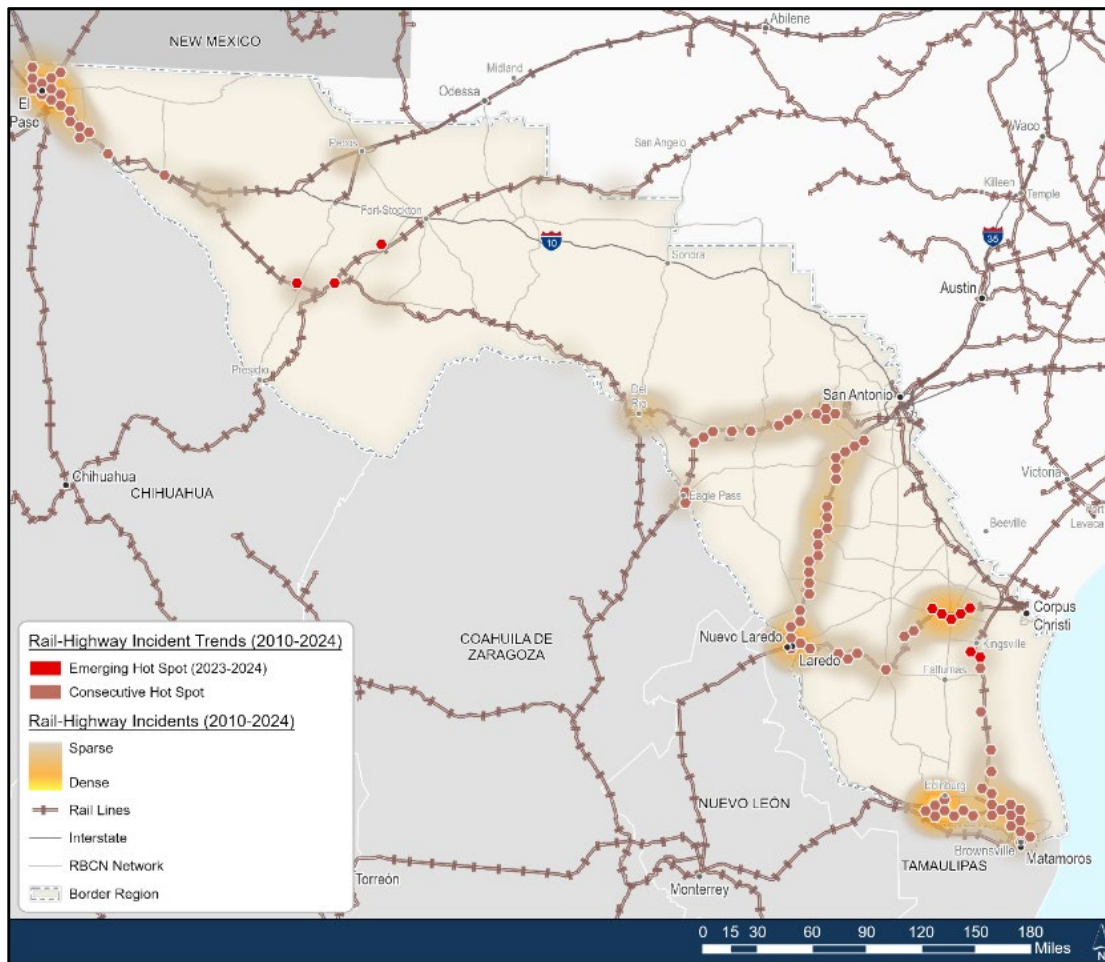 Abilene
NEW MEXICO
Midland
Odessa
El
Paso
Pecos
San Angelo
Waco
Killeen
Temple
Fort Stockton
10
35
Sonora
Austin
Presidio
Del
Rio
San Antonio
Chihuahua
CHIHUAHUA
Eagle Pass
Victoria
Port
Lavaca
Beeville
Rail-Highway Incident Trends (2010-2024)
Emerging Hot Spot (2023-2024)
Consecutive Hot Spot
Rail-Highway Incidents (2010-2024)
Sparse
Dense
Rail Lines
Interstate
RBCN Network
Border Region
COAHUILA DE
ZARAGOZA
Nuevo Laredo
Laredo
Corpus
Christi
Kingsville
Falfurrias
Edinburg
NUEVO LEÓN
Brownsville
Matamoros
TAMAULIPAS
Torreón
Monterrey
0 15 30 60 90 120 150 180
Miles
N